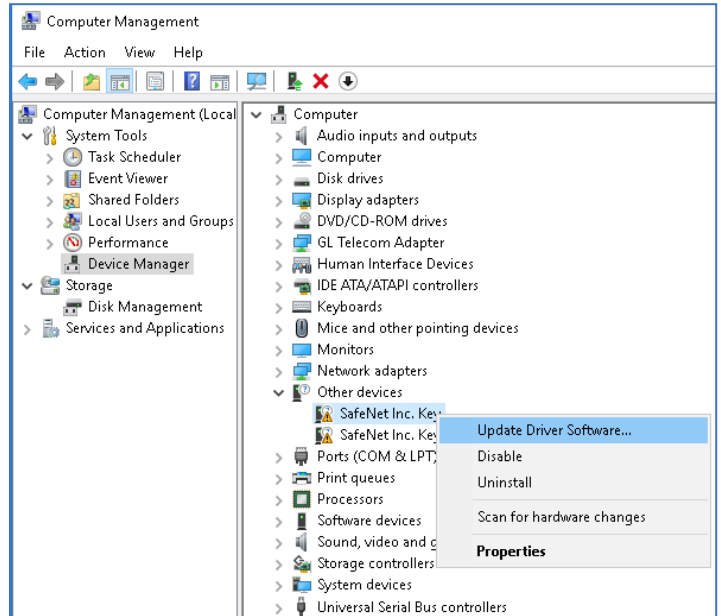 Computer Management
File Action View Help
Computer Management (Local
System Tools
Task Scheduler
Event Viewer
Shared Folders
Local Users and Groups
Performance
Device Manager
Storage
Disk Management
Services and Applications
Computer
Audio inputs and outputs
Computer
Disk drives
Display adapters
DVD/CD-ROM drives
GL Telecom Adapter
Human Interface Devices
IDE ATA/ATAPI controllers
Keyboards
Mice and other pointing devices
Monitors
Network adapters
Other devices
SafeNet Inc. Key
SafeNet Inc. Key
Ports (COM & LPT)
Print queues
Processors
Software devices
Sound, video and g
Storage controllers
System devices
Universal Serial Bus controllers
Update Driver Software...
Disable
Uninstall
Scan for hardware changes
Properties